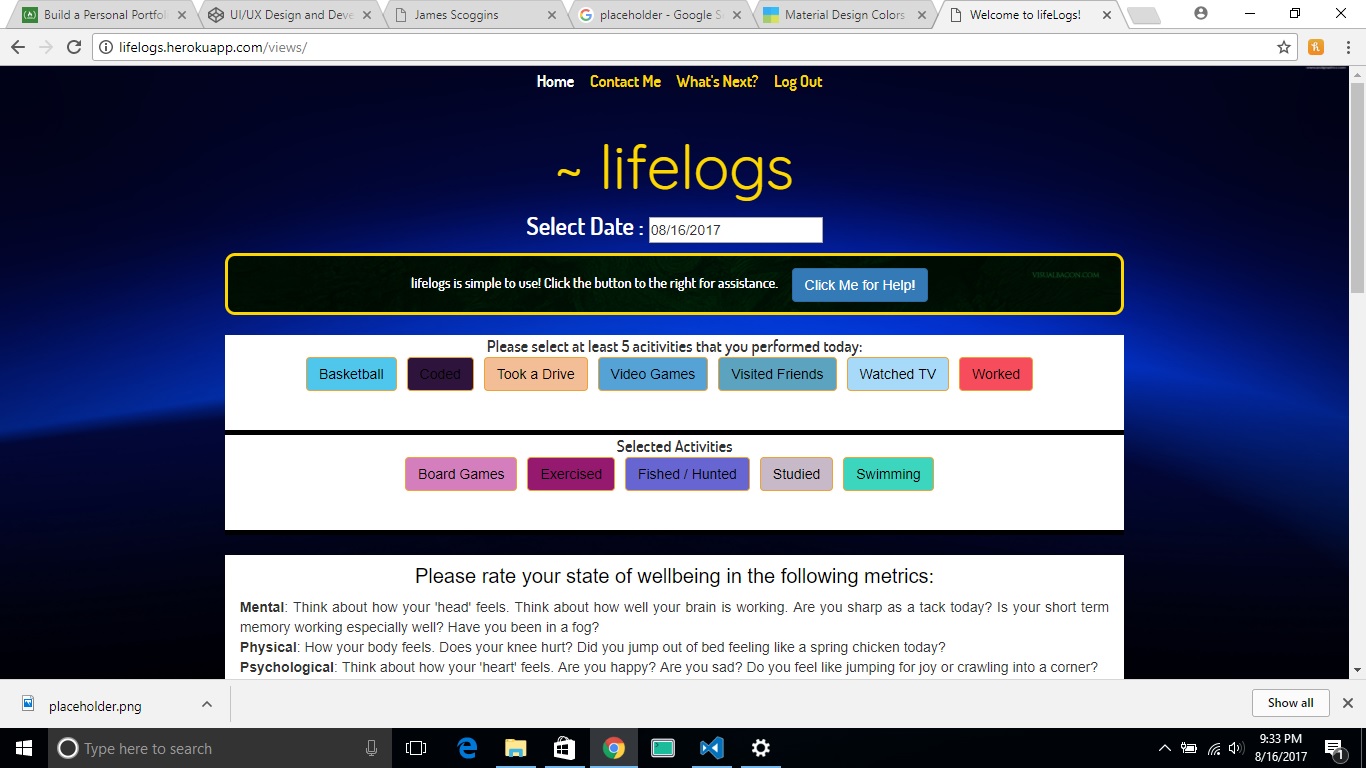 Build a Personal Portfol
UI/UX Design and Deve
James Scoggins
placeholder - Google S
Material Design Colors
Welcome to lifeLogs!
lifelogs.herokuapp.com/views/
Home Contact Me What's Next? Log Out
~ lifelogs
Select Date : 08/16/2017
lifelogs is simple to use! Click the button to the right for assistance. Click Me for Help!
VISUALBACON.COM
Please select at least 5 acitivities that you performed today:
Basketball Coded Took a Drive Video Games Visited Friends Watched TV Worked
Selected Activities
Board Games Exercised Fished / Hunted Studied Swimming
Please rate your state of wellbeing in the following metrics:
Mental: Think about how your 'head' feels. Think about how well your brain is working. Are you sharp as a tack today? Is your short term
memory working especially well? Have you been in a fog?
Physical: How your body feels. Does your knee hurt? Did you jump out of bed feeling like a spring chicken today?
Psychological: Think about how your 'heart' feels. Are you happy? Are you sad? Do you feel like jumping for joy or crawling into a corner?
placeholder.png
Show all
Type here to search
9:33 PM
8/16/2017
1